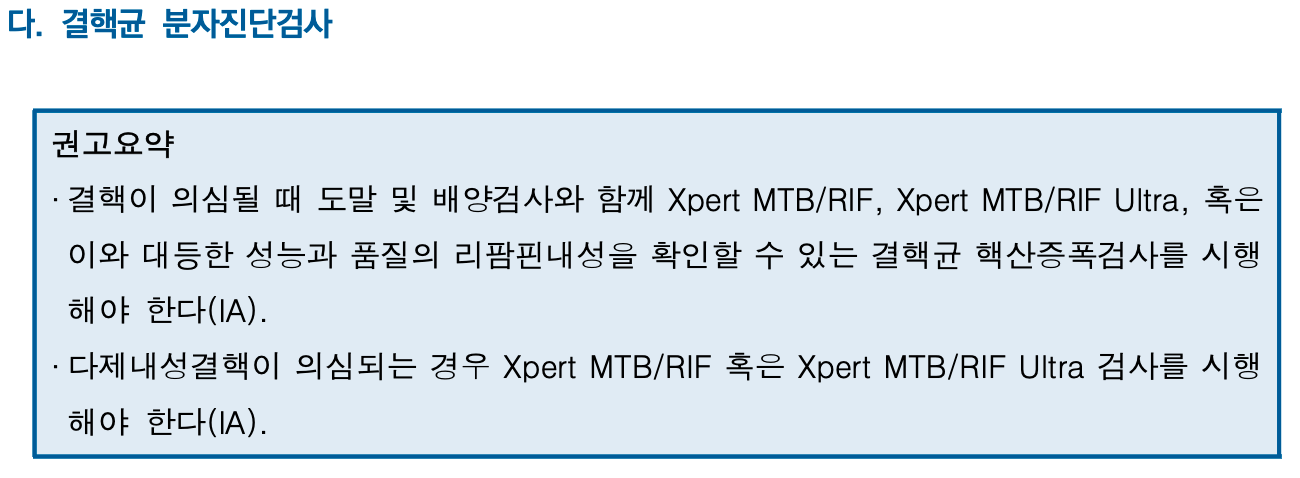 다. 결핵균 분자진단검사
권고요약
· 결핵이 의심될 때 도말 및 배양검사와 함께 Xpert MTB/RIF, Xpert MTB/RIF Ultra, 혹은
이와 대등한 성능과 품질의 리팜핀내성을 확인할 수 있는 결핵균 핵산증폭검사를 시행
해야 한다(IA).
· 다제내성결핵이 의심되는 경우 Xpert MTB/RIF 혹은 Xpert MTB/RIF Ultra 검사를 시행
해야 한다(IA).